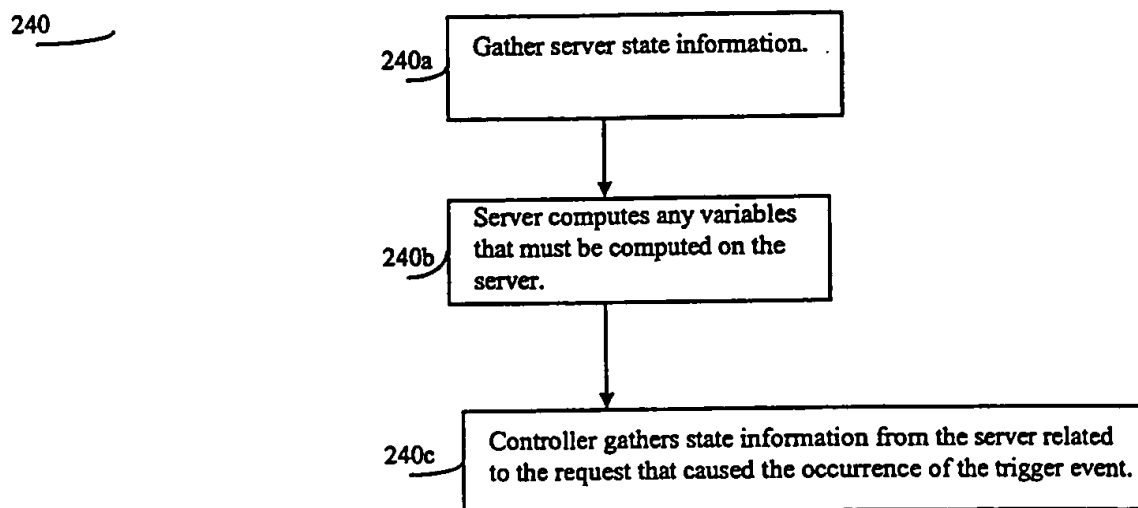 240
240a
Gather server state information.
240b
Server computes any variables
that must be computed on the
server.
240c
Controller gathers state information from the server related
to the request that caused the occurrence of the trigger event.